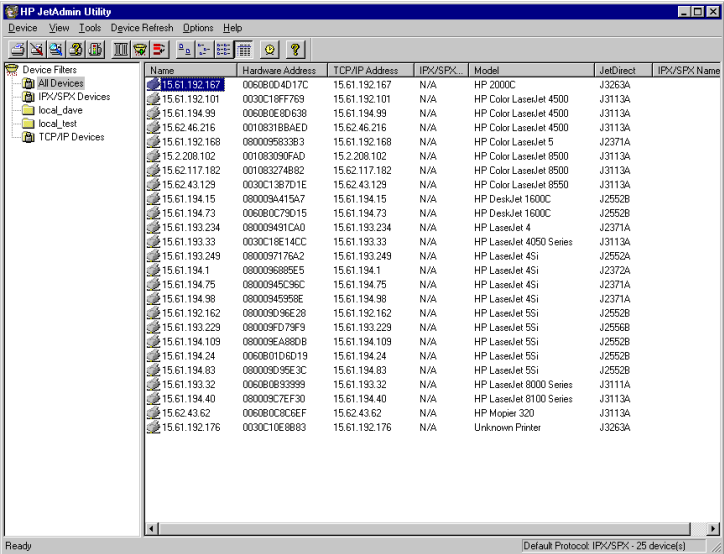 HP JetAdmin Utility
Device View Tools Device Refresh Options Help
Device Filters
All Devices
IPX/SPX Devices
local_dave
local_test
TCP/IP Devices
Name Hardware Address TCP/IP Address IPX/SPX... Model JetDirect IPX/SPX Name
15.61.192.167 0060B0D4D17C 15.61.192.167 N/A HP 2000C J3263A
15.61.192.101 0030C18FF769 15.61.192.101 N/A HP Color LaserJet 4500 J3113A
15.61.194.99 0060B0E8D638 15.61.194.99 N/A HP Color LaserJet 4500 J3113A
15.62.46.216 0010831BBAED 15.62.46.216 N/A HP Color LaserJet 4500 J3113A
15.61.192.168 0800095833B3 15.61.192.168 N/A HP Color LaserJet 5 J2371A
15.2.208.102 001083090FAD 15.2.208.102 N/A HP Color LaserJet 8500 J3113A
15.62.117.182 001083274B82 15.62.117.182 N/A HP Color LaserJet 8500 J3113A
15.62.43.129 0030C13B7D1E 15.62.43.129 N/A HP Color LaserJet 8550 J3113A
15.61.194.15 080009A415A7 15.61.194.15 N/A HP DeskJet 1600C J2552B
15.61.194.73 0060B0C79D15 15.61.194.73 N/A HP DeskJet 1600C J2552B
15.61.193.234 080009491CA0 15.61.193.234 N/A HP LaserJet 4 J2371A
15.61.193.33 0030C18E14CC 15.61.193.33 N/A HP LaserJet 4050 Series J3113A
15.61.193.249 0800097176A2 15.61.193.249 N/A HP LaserJet 4Si J2552A
15.61.194.1 0800096885E5 15.61.194.1 N/A HP LaserJet 4Si J2372A
15.61.194.75 08000945C96C 15.61.194.75 N/A HP LaserJet 4Si J2371A
15.61.194.98 08000945958E 15.61.194.98 N/A HP LaserJet 4Si J2371A
15.61.192.162 080009D96E28 15.61.192.162 N/A HP LaserJet 5Si J2552B
15.61.193.229 080009FD79F9 15.61.193.229 N/A HP LaserJet 5Si J2556B
15.61.194.109 080009EA88DB 15.61.194.109 N/A HP LaserJet 5Si J2552B
15.61.194.24 0060B01D6D19 15.61.194.24 N/A HP LaserJet 5Si J2552B
15.61.194.83 080009D95E3C 15.61.194.83 N/A HP LaserJet 5Si J2552B
15.61.193.32 0060B0B93999 15.61.193.32 N/A HP LaserJet 8000 Series J3111A
15.61.194.40 080009C7EF30 15.61.194.40 N/A HP LaserJet 8100 Series J3113A
15.62.43.62 0060B0C8C6EF 15.62.43.62 N/A HP Mopier 320 J3113A
15.61.192.176 0030C10E8B83 15.61.192.176 N/A Unknown Printer J3263A
Ready Default Protocol: IPX/SPX - 25 device(s)